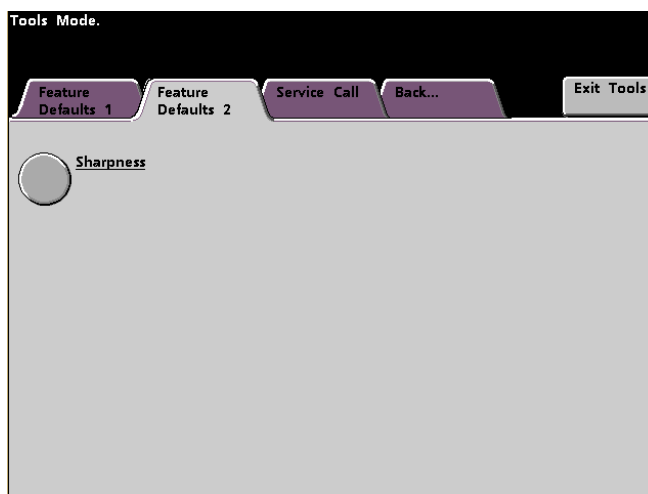 Tools Mode.
Feature
Defaults 1
Feature
Defaults 2
Service Call
Back...
Exit Tools
Sharpness